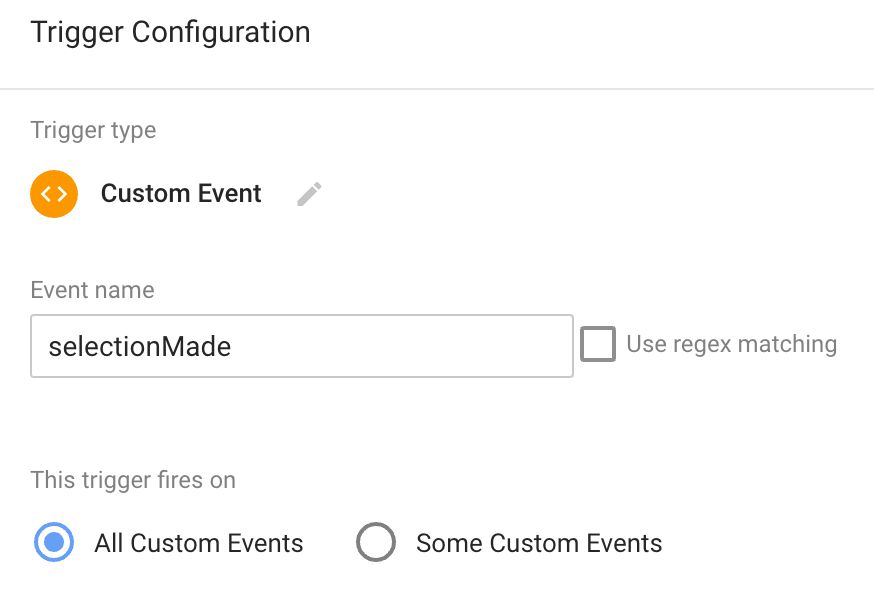 Trigger Configuration
Trigger type
Custom Event
Event name
selectionMade
Use regex matching
This trigger fires on
All Custom Events
Some Custom Events